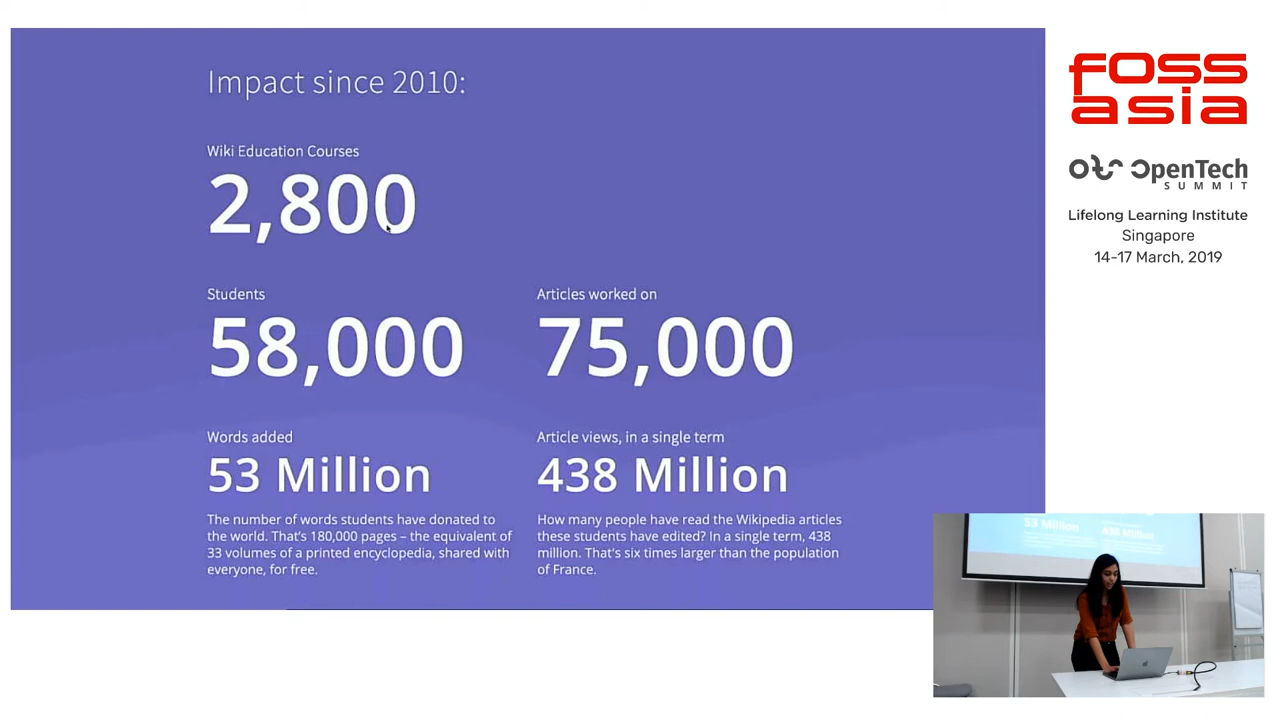 Impact since 2010:
Wiki Education Courses
2,800
Students
58,000
Articles worked on
75,000
Words added
53 Million
The number of words students have donated to
the world. That's 180,000 pages – the equivalent of
33 volumes of a printed encyclopedia, shared with
everyone, for free.
Article views, in a single term
438 Million
How many people have read the Wikipedia articles
these students have edited? In a single term, 438
million. That's six times larger than the population
of France.
FOSS
asia
OpenTech
SUMMIT
Lifelong Learning Institute
Singapore
14-17 March, 2019
53 Million
438 Million